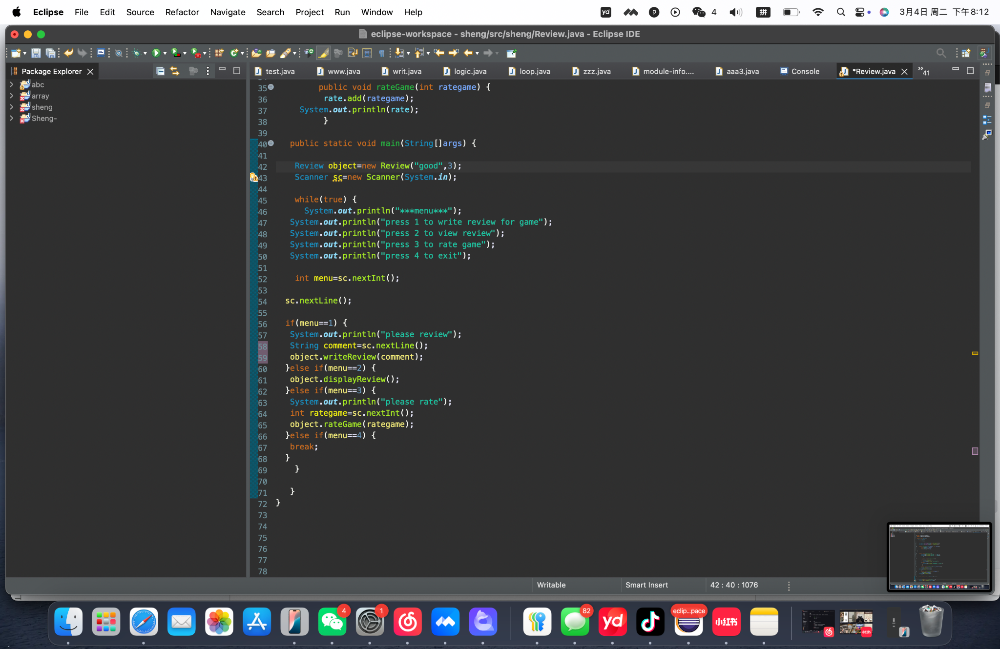 Eclipse File Edit Source Refactor Navigate Search Project Run Window Help yd p 4 拼 3月4日 周二 下午8:12
eclipse-workspace - sheng/src/sheng/Review.java - Eclipse IDE
Package Explorer
test.java www.java writ.java logic.java loop.java zzz.java module-info.... aaa3.java Console *Review.java 41
abc
array
sheng
Sheng-
35 public void rateGame(int rategame) {
36 rate.add(rategame);
37 System.out.println(rate);
38 }
39
40 public static void main(String[]args) {
41
42 Review object=new Review("good",3);
43 Scanner sc=new Scanner(System.in);
44
45 while(true) {
46 System.out.println("***menu***");
47 System.out.println("press 1 to write review for game");
48 System.out.println("press 2 to view review");
49 System.out.println("press 3 to rate game");
50 System.out.println("press 4 to exit");
51
52 int menu=sc.nextInt();
53
54 sc.nextLine();
55
56 if(menu==1) {
57 System.out.println("please review");
58 String comment=sc.nextLine();
59 object.writeReview(comment);
60 }else if(menu==2) {
61 object.displayReview();
62 }else if(menu==3) {
63 System.out.println("please rate");
64 int rategame=sc.nextInt();
65 object.rateGame(rategame);
66 }else if(menu==4) {
67 break;
68 }
69 }
70
71 }
72 }
73
74
75
76
77
78
Writable Smart Insert 42 : 40 : 1076
4 1 82 eclip...pace
yd 小红书